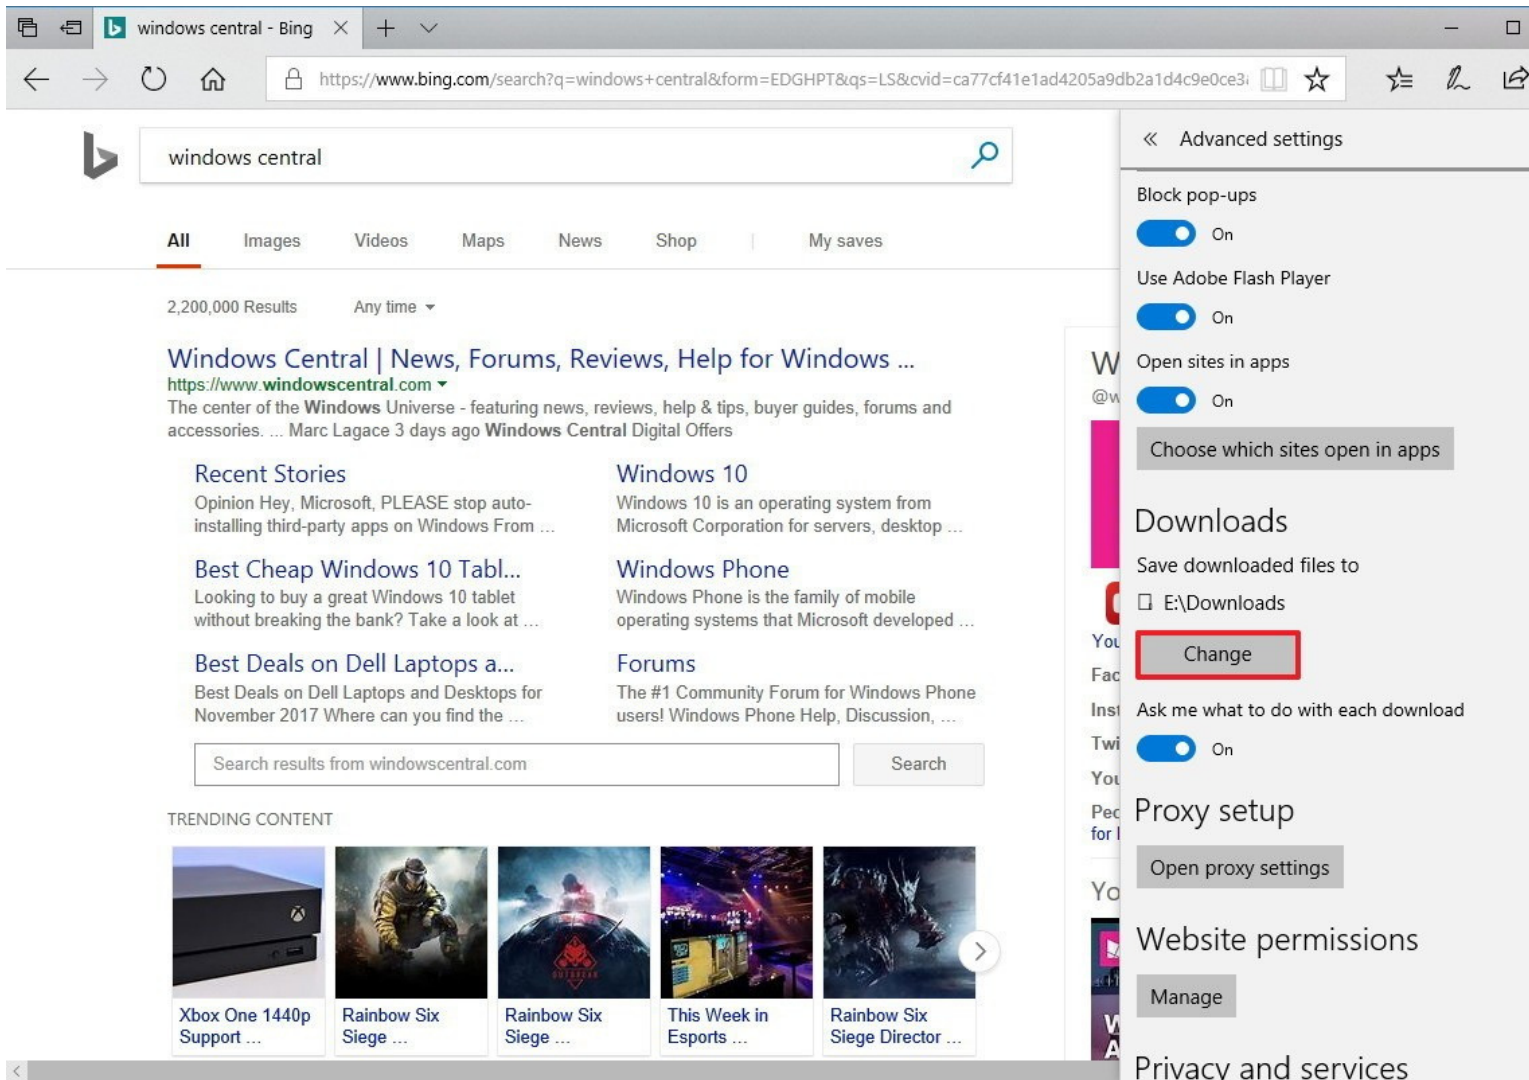 windows central - Bing
https://www.bing.com/search?q=windows+central&form=EDGHPT&qs=LS&cvid=ca77cf41e1ad4205a9db2a1d4c9e0ce3
windows central
All Images Videos Maps News Shop My saves
2,200,000 Results Any time
Windows Central | News, Forums, Reviews, Help for Windows ...
https://www.windowscentral.com
The center of the Windows Universe - featuring news, reviews, help & tips, buyer guides, forums and
accessories. ... Marc Lagace 3 days ago Windows Central Digital Offers
Recent Stories
Opinion Hey, Microsoft, PLEASE stop auto-
installing third-party apps on Windows From ...
Windows 10
Windows 10 is an operating system from
Microsoft Corporation for servers, desktop ...
Best Cheap Windows 10 Tabl...
Looking to buy a great Windows 10 tablet
without breaking the bank? Take a look at ...
Windows Phone
Windows Phone is the family of mobile
operating systems that Microsoft developed ...
Best Deals on Dell Laptops a...
Best Deals on Dell Laptops and Desktops for
November 2017 Where can you find the ...
Forums
The #1 Community Forum for Windows Phone
users! Windows Phone Help, Discussion, ...
Search results from windowscentral.com
Search
TRENDING CONTENT
OUTBREAK
Xbox One 1440p
Support ...
Rainbow Six
Siege ...
Rainbow Six
Siege ...
This Week in
Esports ...
Rainbow Six
Siege Director ...
W
@w
You
Fac
Inst
Twi
You
Peo
for
Yo
W
A
Advanced settings
Block pop-ups
On
Use Adobe Flash Player
On
Open sites in apps
On
Choose which sites open in apps
Downloads
Save downloaded files to
E:\Downloads
Change
Ask me what to do with each download
On
Proxy setup
Open proxy settings
Website permissions
Manage
Privacy and services